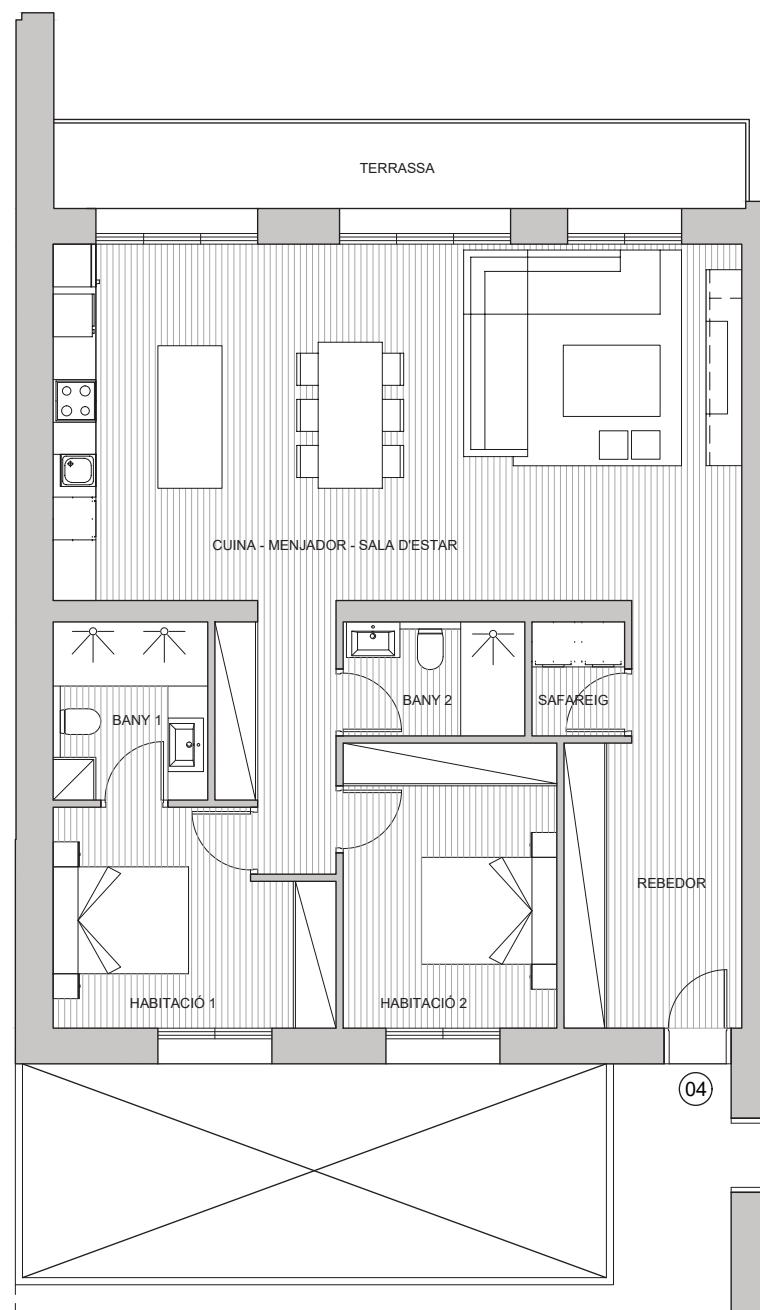 TERRASSA
CUINA - MENJADOR - SALA D'ESTAR
BANY 2
SAFAREIG
BANY 1
REBEDOR
HABITACIÓ 1
HABITACIÓ 2
04